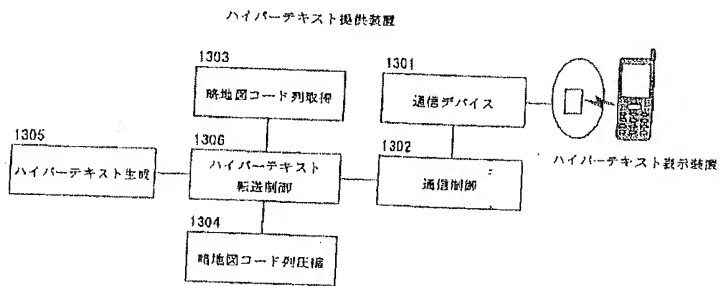 ハイパーテキスト提供装置
1303
略地図コード列取得
1301
通信デバイス
1305
ハイパーテキスト生成
1306
ハイパーテキスト
転送制御
1302
通信制御
ハイパーテキスト表示装置
1304
略地図コード列圧縮